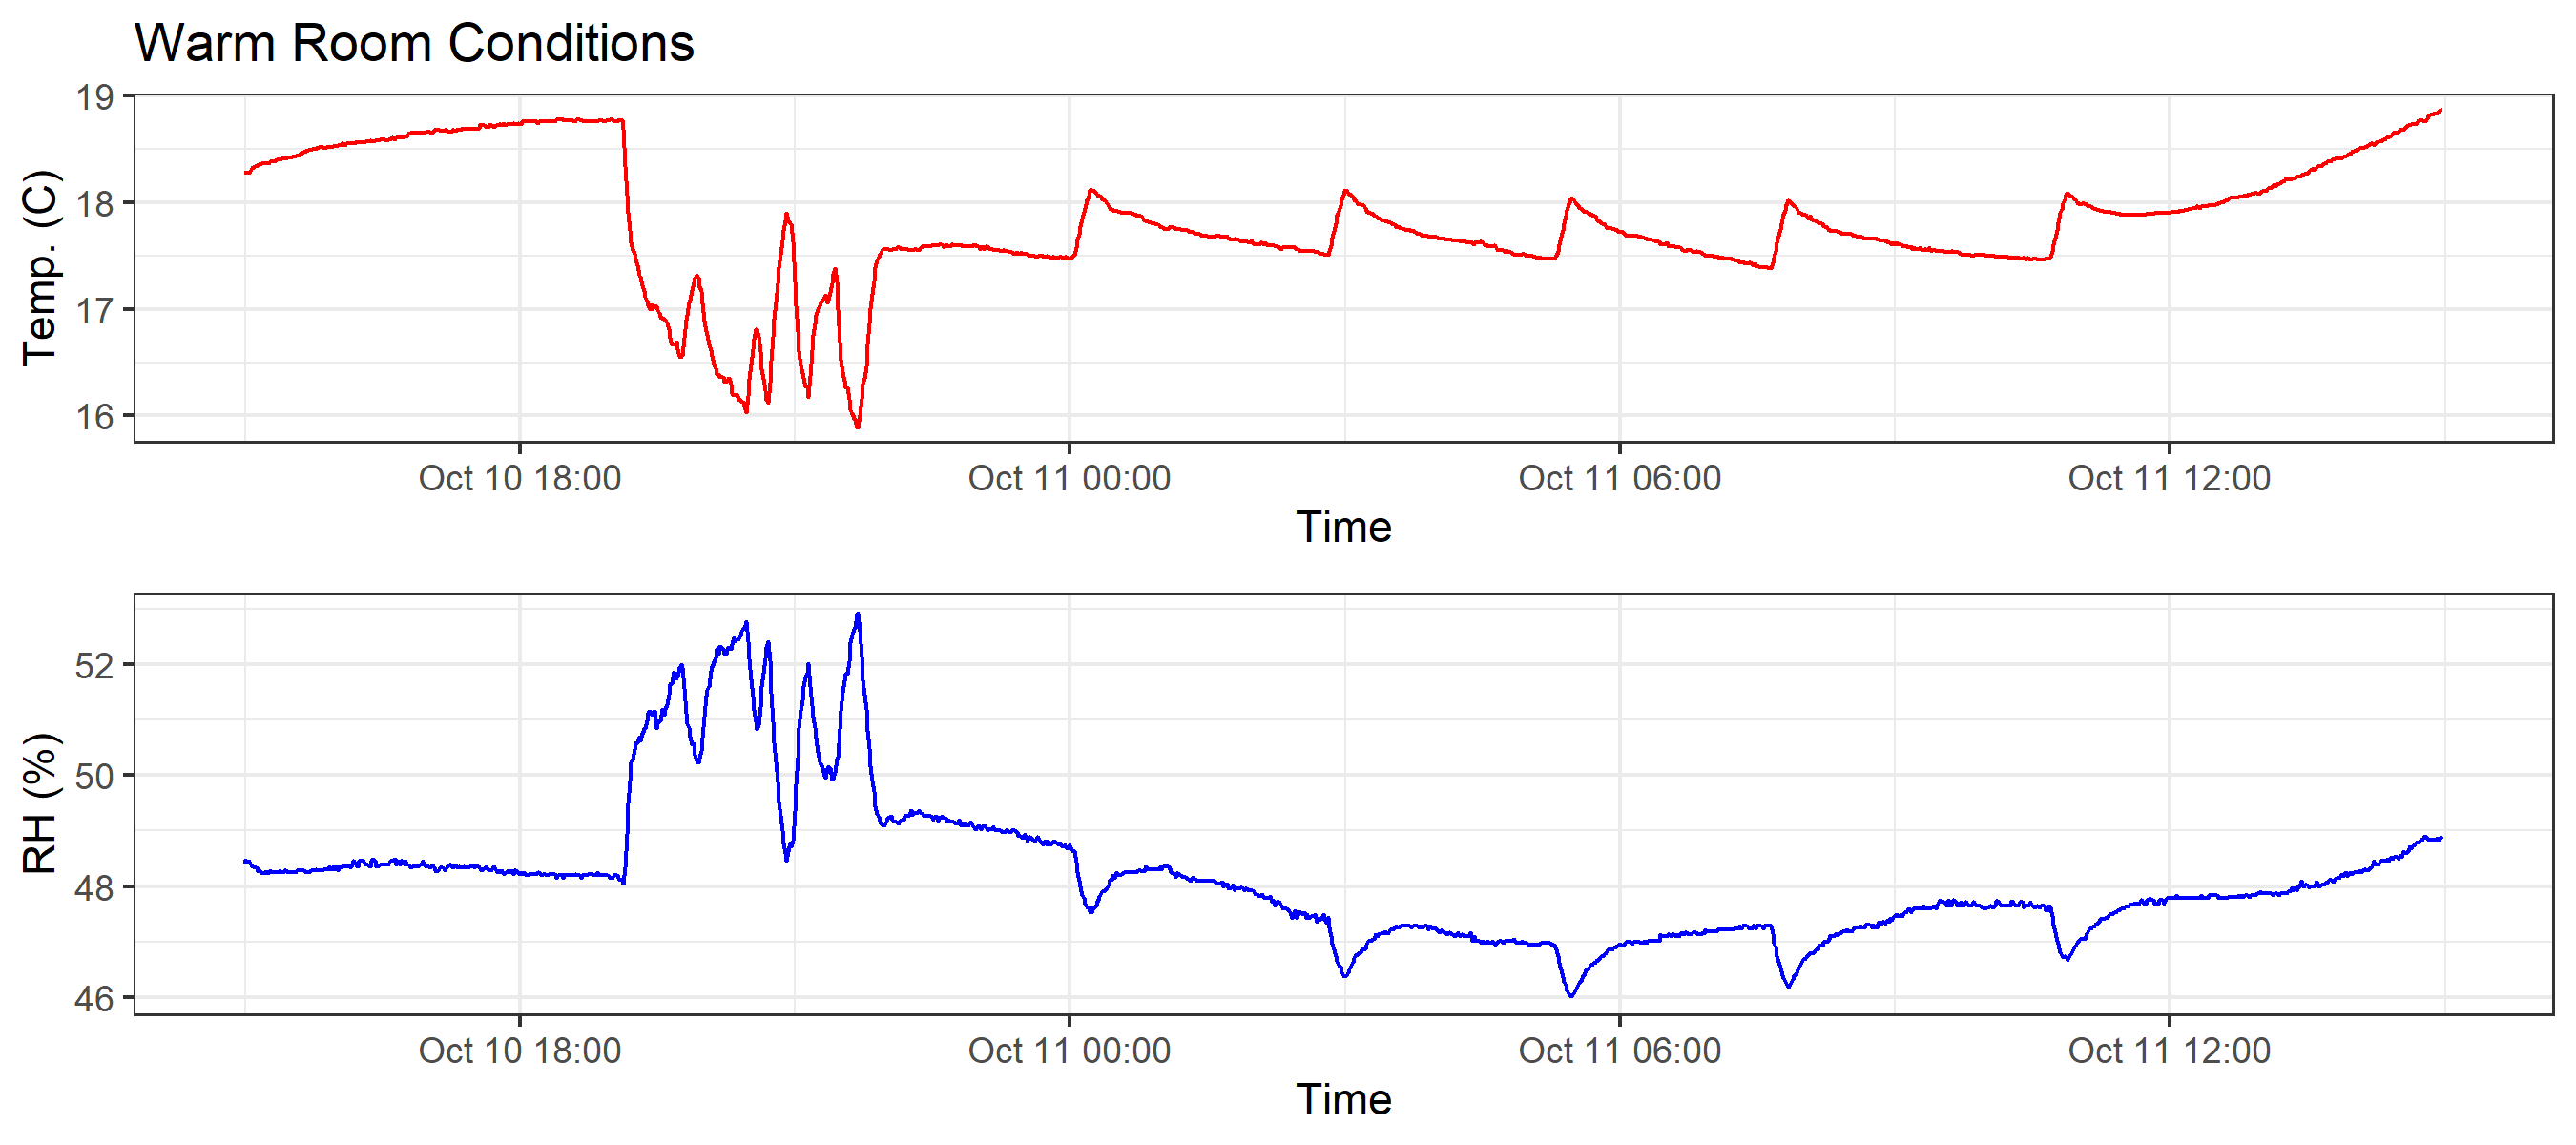 Warm Room Conditions
Temp. (C)
19
18
17
16
Oct 10 18:00 Oct 11 00:00 Oct 11 06:00 Oct 11 12:00
Time
RH (%)
52
50
48
46
Oct 10 18:00 Oct 11 00:00 Oct 11 06:00 Oct 11 12:00
Time